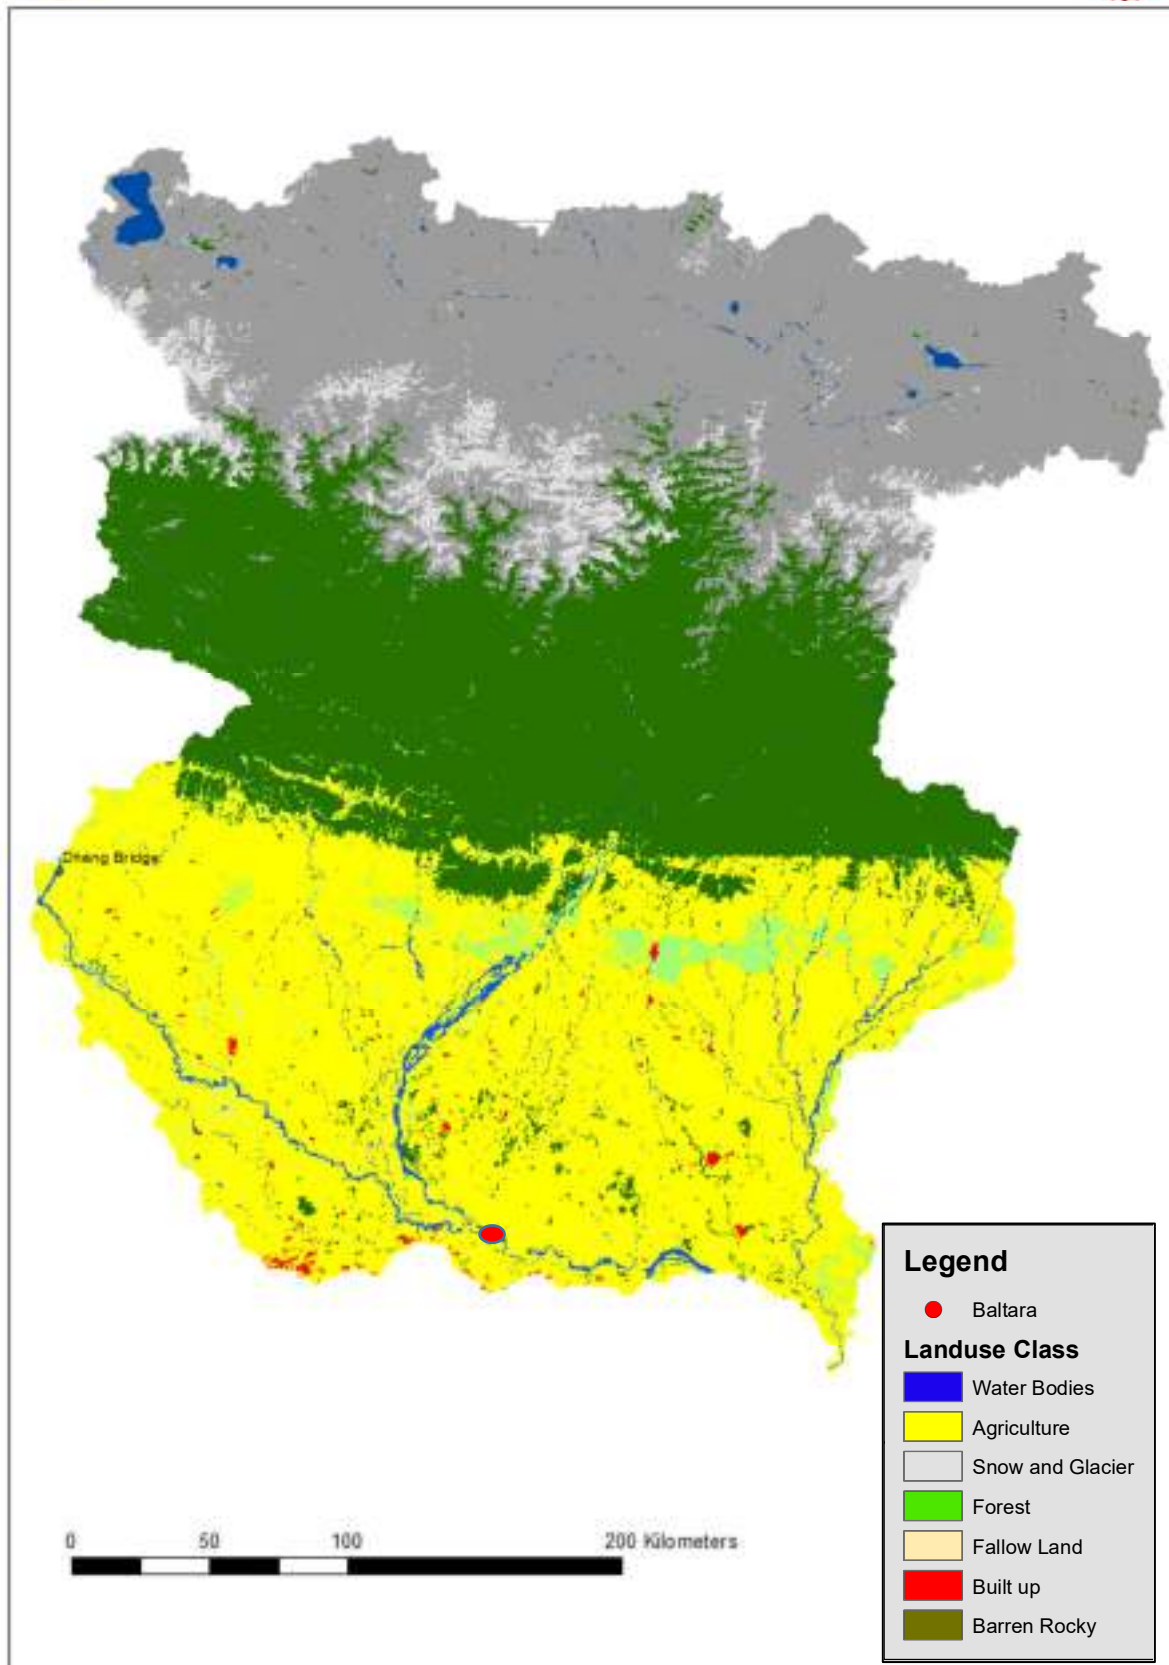 Dheng Bridge
0 50 100 200 Kilometers
Legend
Baltara
Landuse Class
Water Bodies
Agriculture
Snow and Glacier
Forest
Fallow Land
Built up
Barren Rocky